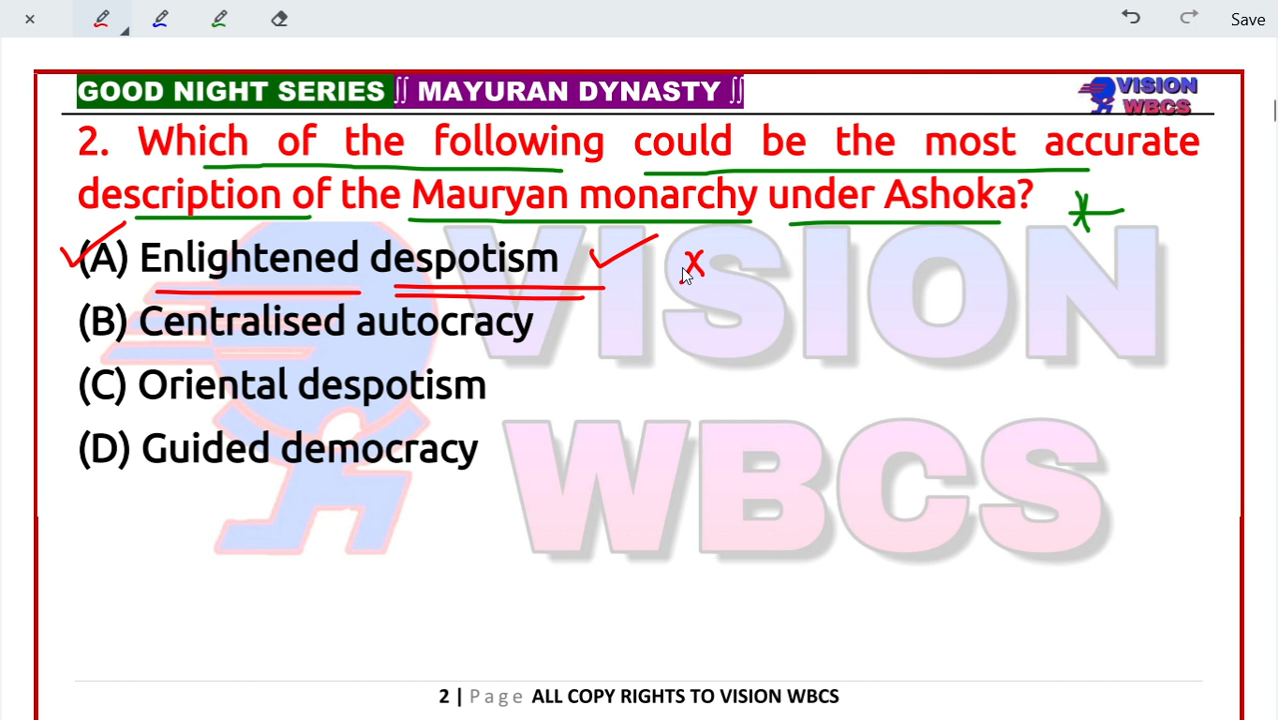 Save
GOOD NIGHT SERIES ∬ MAYURAN DYNASTY ∬
VISION
WBCS
2. Which of the following could be the most accurate
description of the Mauryan monarchy under Ashoka?
(A) Enlightened despotism
(B) Centralised autocracy
(C) Oriental despotism
(D) Guided democracy
VISION
WBCS
2 | Page ALL COPY RIGHTS TO VISION WBCS